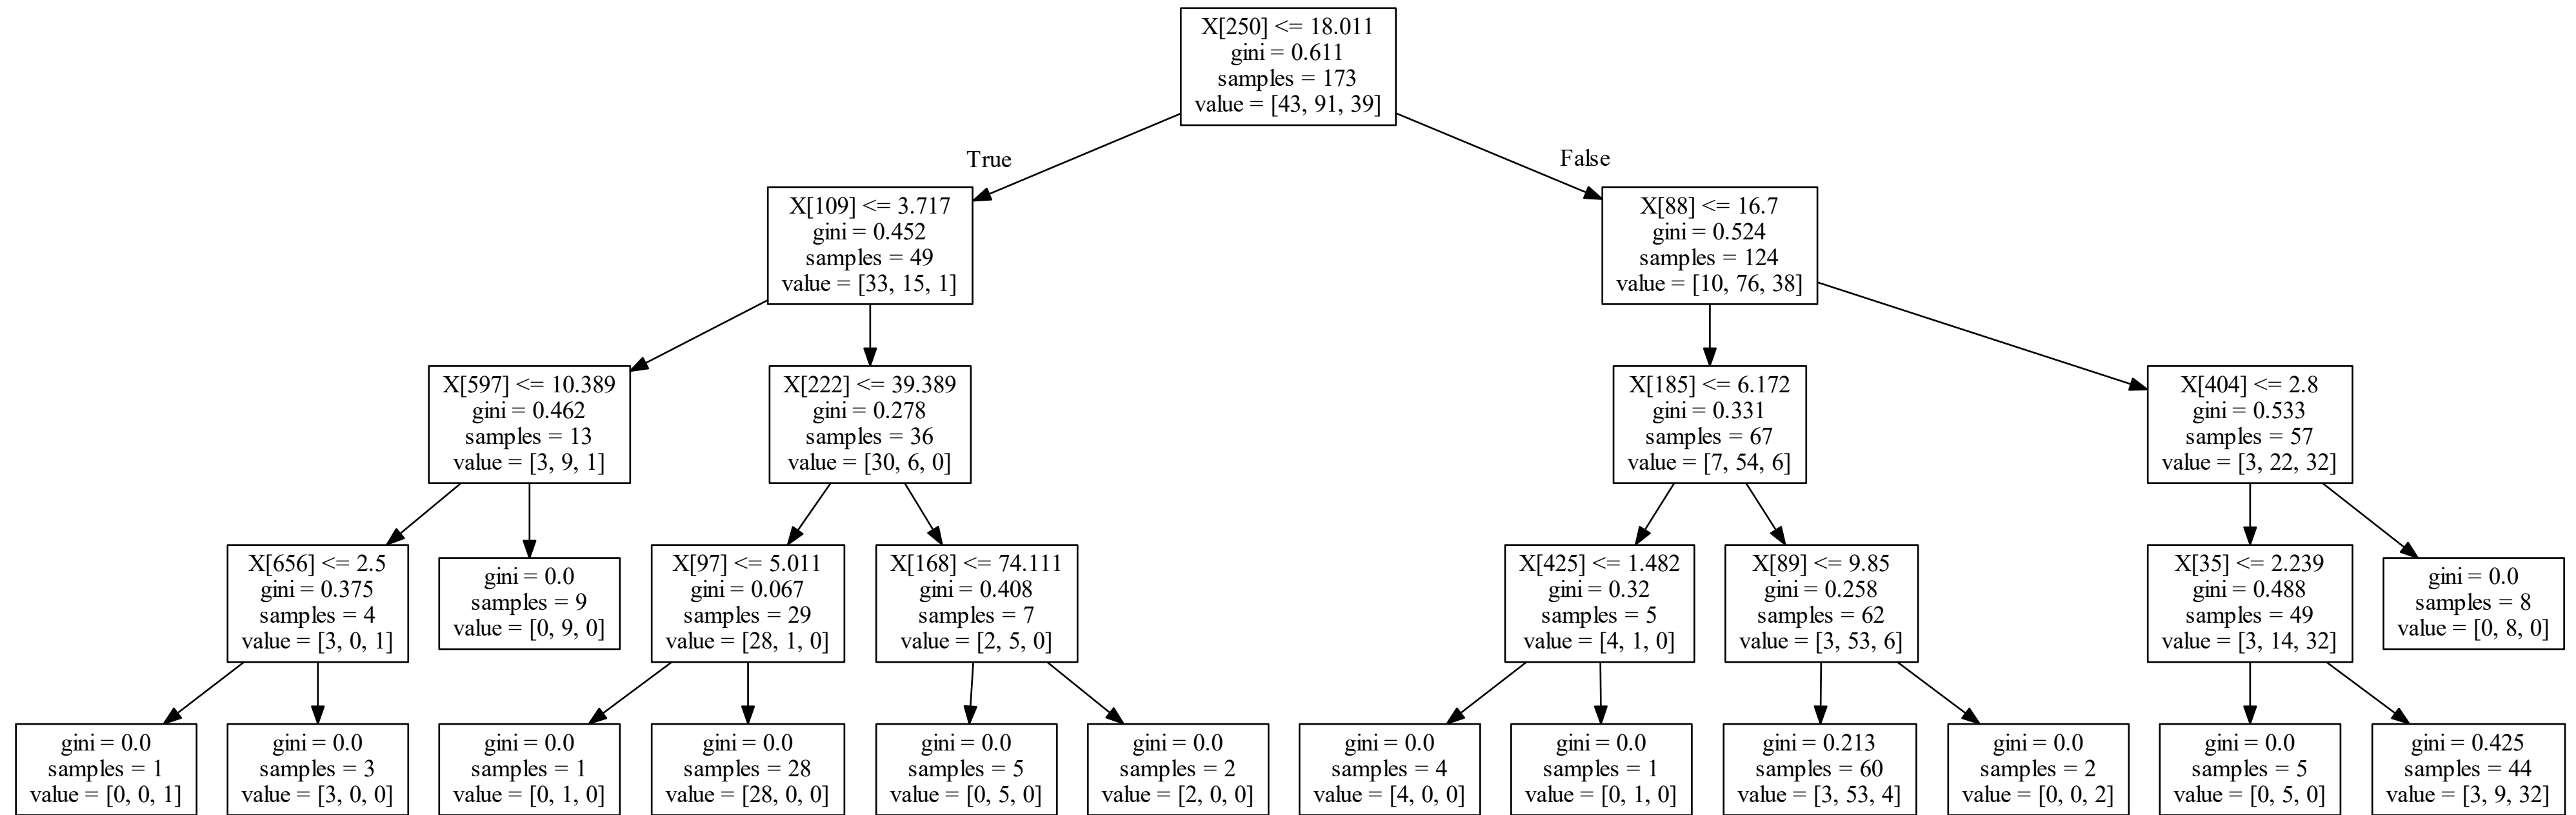 X[250] <= 18.011
gini = 0.611
samples = 173
value = [43, 91, 39]
True
False
X[109] <= 3.717
gini = 0.452
samples = 49
value = [33, 15, 1]
X[88] <= 16.7
gini = 0.524
samples = 124
value = [10, 76, 38]
X[597] <= 10.389
gini = 0.462
samples = 13
value = [3, 9, 1]
X[222] <= 39.389
gini = 0.278
samples = 36
value = [30, 6, 0]
X[185] <= 6.172
gini = 0.331
samples = 67
value = [7, 54, 6]
X[404] <= 2.8
gini = 0.533
samples = 57
value = [3, 22, 32]
X[656] <= 2.5
gini = 0.375
samples = 4
value = [3, 0, 1]
gini = 0.0
samples = 9
value = [0, 9, 0]
X[97] <= 5.011
gini = 0.067
samples = 29
value = [28, 1, 0]
X[168] <= 74.111
gini = 0.408
samples = 7
value = [2, 5, 0]
X[425] <= 1.482
gini = 0.32
samples = 5
value = [4, 1, 0]
X[89] <= 9.85
gini = 0.258
samples = 62
value = [3, 53, 6]
X[35] <= 2.239
gini = 0.488
samples = 49
value = [3, 14, 32]
gini = 0.0
samples = 8
value = [0, 8, 0]
gini = 0.0
samples = 1
value = [0, 0, 1]
gini = 0.0
samples = 3
value = [3, 0, 0]
gini = 0.0
samples = 1
value = [0, 1, 0]
gini = 0.0
samples = 28
value = [28, 0, 0]
gini = 0.0
samples = 5
value = [0, 5, 0]
gini = 0.0
samples = 2
value = [2, 0, 0]
gini = 0.0
samples = 4
value = [4, 0, 0]
gini = 0.0
samples = 1
value = [0, 1, 0]
gini = 0.213
samples = 60
value = [3, 53, 4]
gini = 0.0
samples = 2
value = [0, 0, 2]
gini = 0.0
samples = 5
value = [0, 5, 0]
gini = 0.425
samples = 44
value = [3, 9, 32]